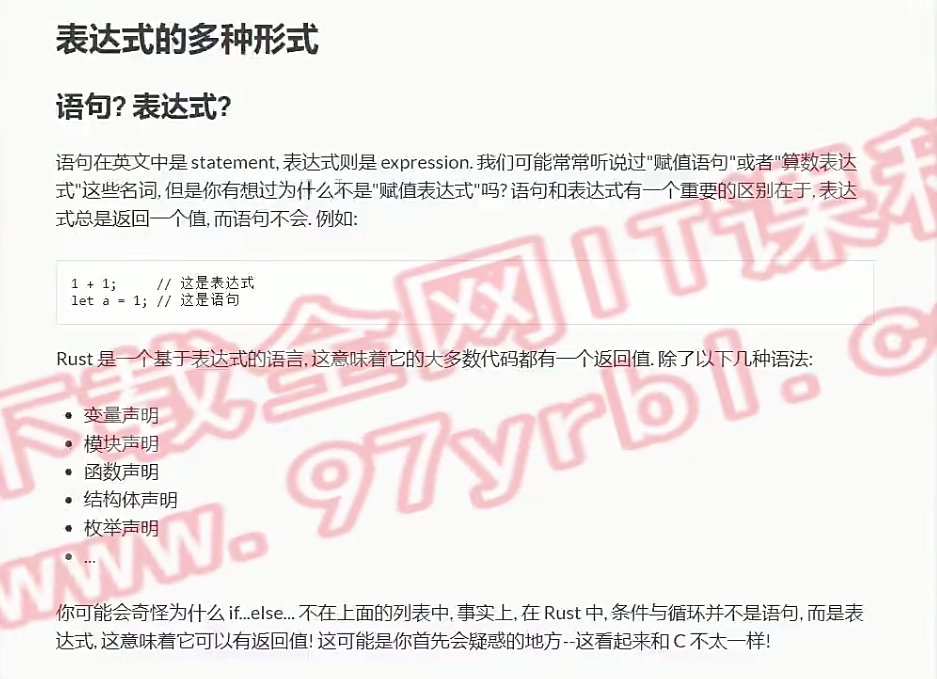 表达式的多种形式
语句? 表达式?
语句在英文中是 statement, 表达式则是 expression. 我们可能常常听说过"赋值语句"或者"算数表达
式"这些名词, 但是你有想过为什么不是"赋值表达式"吗? 语句和表达式有一个重要的区别在于, 表达
式总是返回一个值, 而语句不会. 例如:
1 + 1;     // 这是表达式
let a = 1; // 这是语句
Rust 是一个基于表达式的语言, 这意味着它的大多数代码都有一个返回值. 除了以下几种语法:
• 变量声明
• 模块声明
• 函数声明
• 结构体声明
• 枚举声明
• ...
你可能会奇怪为什么 if...else... 不在上面的列表中, 事实上, 在 Rust 中, 条件与循环并不是语句, 而是表
达式, 这意味着它可以有返回值! 这可能是你首先会疑惑的地方--这看起来和 C 不太一样!
下载全网IT课程
www.97yrbl.c